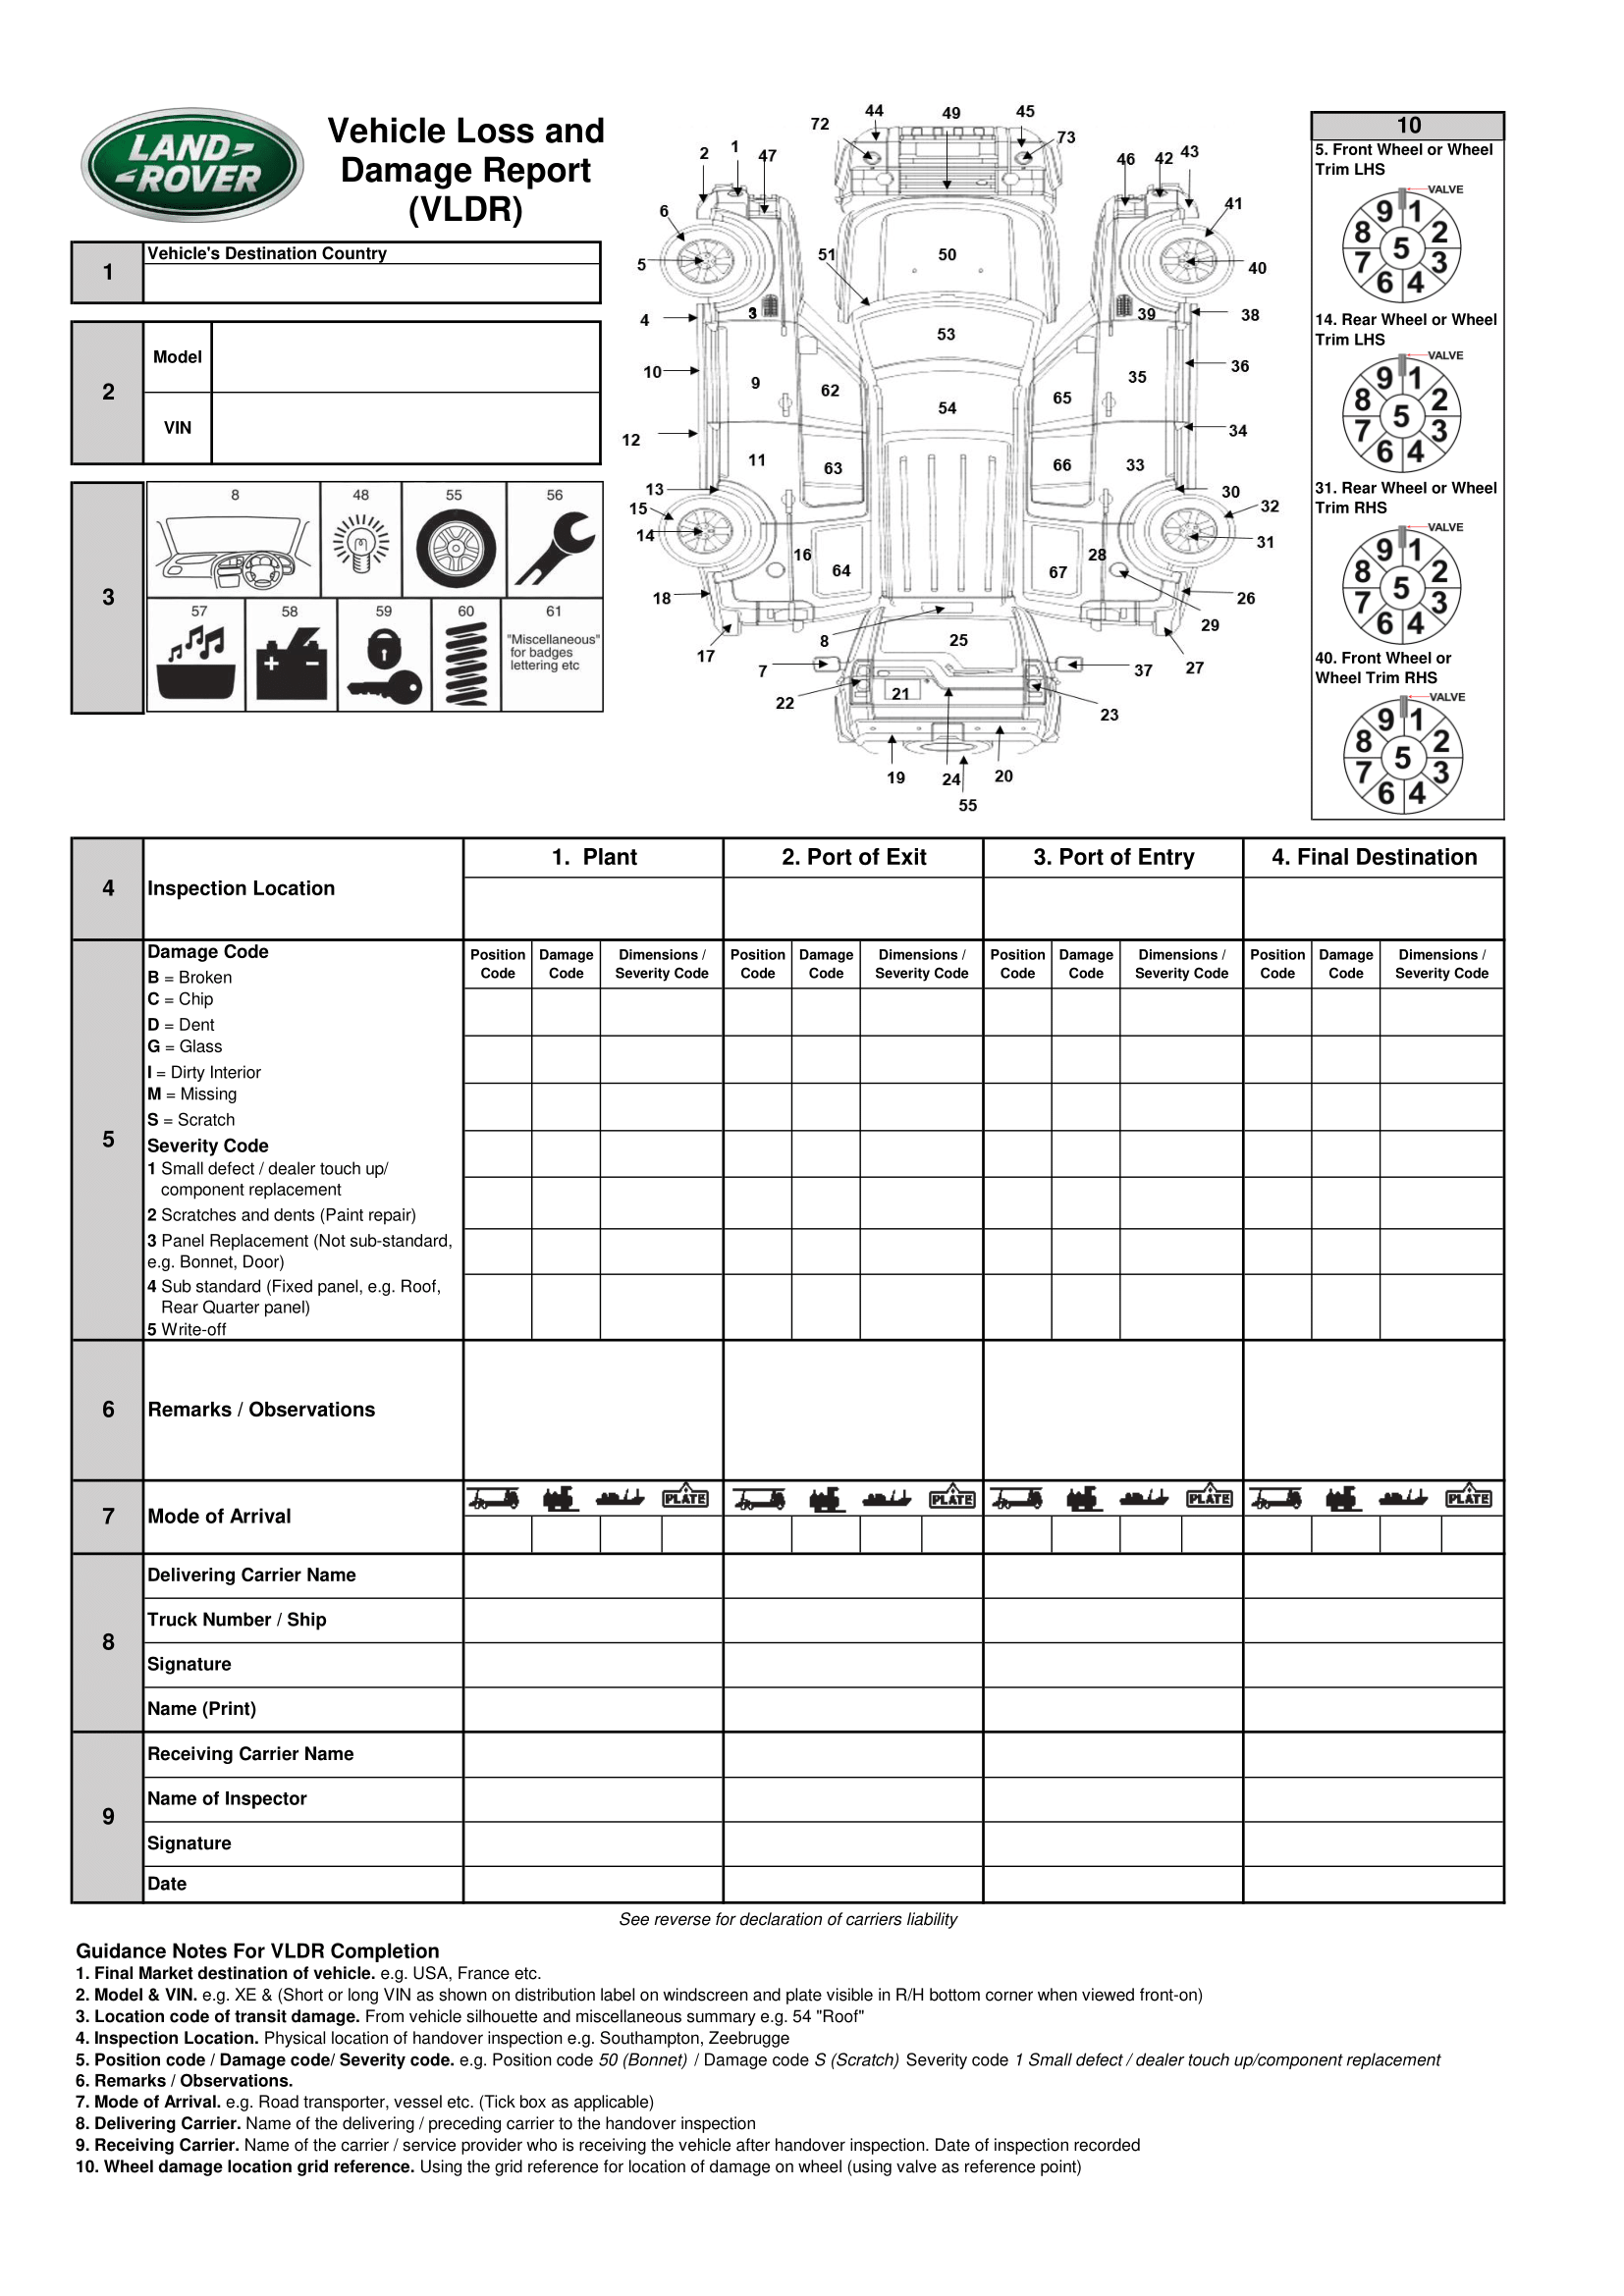 LAND-
-ROVER
Vehicle Loss and
Damage Report
(VLDR)
1
Vehicle's Destination Country
2
Model
VIN
3
8
48
55
56
57
58
59
60
61
"Miscellaneous"
for badges
lettering etc
44
49
45
72
73
2
1
47
46
42
43
6
41
51
50
5
40
3
39
4
38
53
10
36
9
35
62
65
54
12
34
11
63
66
33
13
30
15
32
14
31
16
28
64
67
18
26
29
8
25
17
27
7
37
22
21
23
19
24
20
55
10
5. Front Wheel or Wheel
Trim LHS
VALVE
9 1
8 2
5
7 3
6 4
14. Rear Wheel or Wheel
Trim LHS
VALVE
9 1
8 2
5
7 3
6 4
31. Rear Wheel or Wheel
Trim RHS
VALVE
9 1
8 2
5
7 3
6 4
40. Front Wheel or
Wheel Trim RHS
VALVE
9 1
8 2
5
7 3
6 4
4
Inspection Location
1. Plant
2. Port of Exit
3. Port of Entry
4. Final Destination
5
Damage Code
B = Broken
C = Chip
D = Dent
G = Glass
I = Dirty Interior
M = Missing
S = Scratch
Severity Code
1 Small defect / dealer touch up/
component replacement
2 Scratches and dents (Paint repair)
3 Panel Replacement (Not sub-standard,
e.g. Bonnet, Door)
4 Sub standard (Fixed panel, e.g. Roof,
Rear Quarter panel)
5 Write-off
Position Damage Dimensions / Position Damage Dimensions / Position Damage Dimensions / Position Damage Dimensions /
Code Code Severity Code Code Code Severity Code Code Code Severity Code Code Code Severity Code
6
Remarks / Observations
7
Mode of Arrival
PLATE
PLATE
PLATE
PLATE
8
Delivering Carrier Name
Truck Number / Ship
Signature
Name (Print)
9
Receiving Carrier Name
Name of Inspector
Signature
Date
See reverse for declaration of carriers liability
Guidance Notes For VLDR Completion
1. Final Market destination of vehicle. e.g. USA, France etc.
2. Model & VIN. e.g. XE & (Short or long VIN as shown on distribution label on windscreen and plate visible in R/H bottom corner when viewed front-on)
3. Location code of transit damage. From vehicle silhouette and miscellaneous summary e.g. 54 "Roof"
4. Inspection Location. Physical location of handover inspection e.g. Southampton, Zeebrugge
5. Position code / Damage code/ Severity code. e.g. Position code 50 (Bonnet) / Damage code S (Scratch) Severity code 1 Small defect / dealer touch up/component replacement
6. Remarks / Observations.
7. Mode of Arrival. e.g. Road transporter, vessel etc. (Tick box as applicable)
8. Delivering Carrier. Name of the delivering / preceding carrier to the handover inspection
9. Receiving Carrier. Name of the carrier / service provider who is receiving the vehicle after handover inspection. Date of inspection recorded
10. Wheel damage location grid reference. Using the grid reference for location of damage on wheel (using valve as reference point)